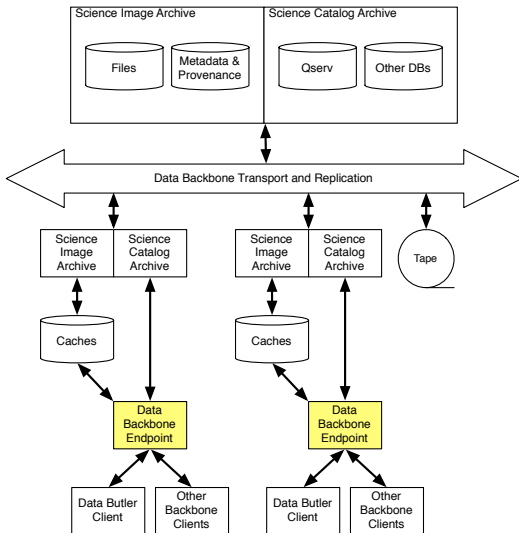 Science Image Archive
Science Catalog Archive
Files
Metadata &
Provenance
Qserv
Other DBs
Data Backbone Transport and Replication
Science
Image
Archive
Science
Catalog
Archive
Science
Image
Archive
Science
Catalog
Archive
Tape
Caches
Caches
Data
Backbone
Endpoint
Data
Backbone
Endpoint
Data Butler
Client
Other
Backbone
Clients
Data Butler
Client
Other
Backbone
Clients